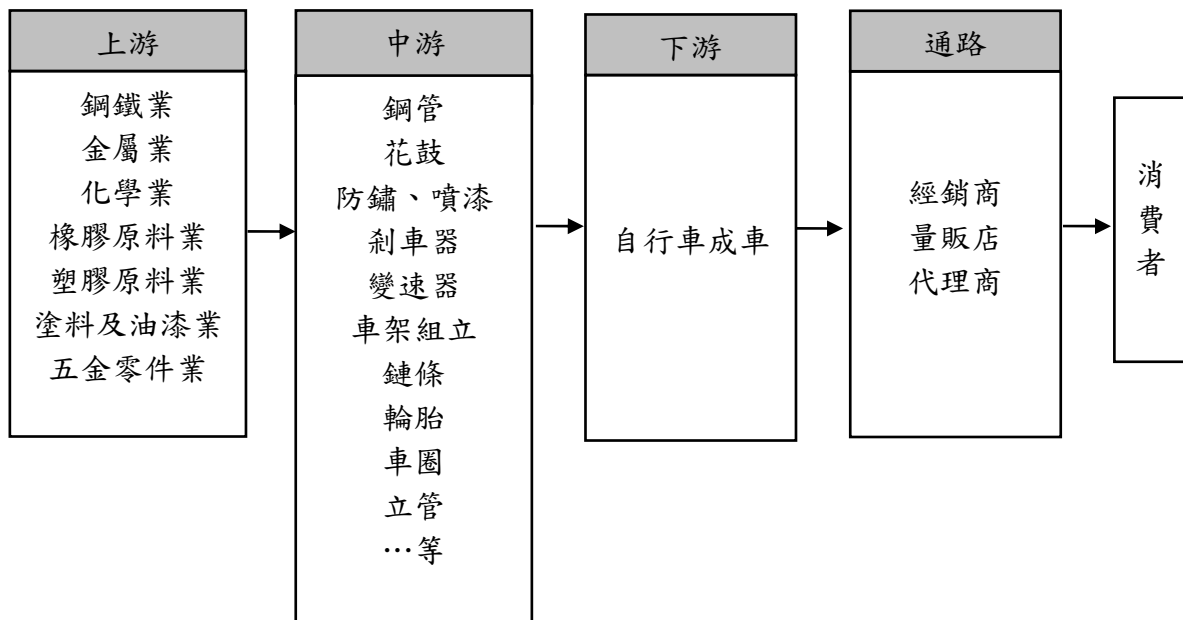 上游
鋼鐵業
金屬業
化學業
橡膠原料業
塑膠原料業
塗料及油漆業
五金零件業
中游
鋼管
花鼓
防鏽、噴漆
剎車器
變速器
車架組立
鏈條
輪胎
車圈
立管
…等
下游
自行車成車
通路
經銷商
量販店
代理商
消
費
者